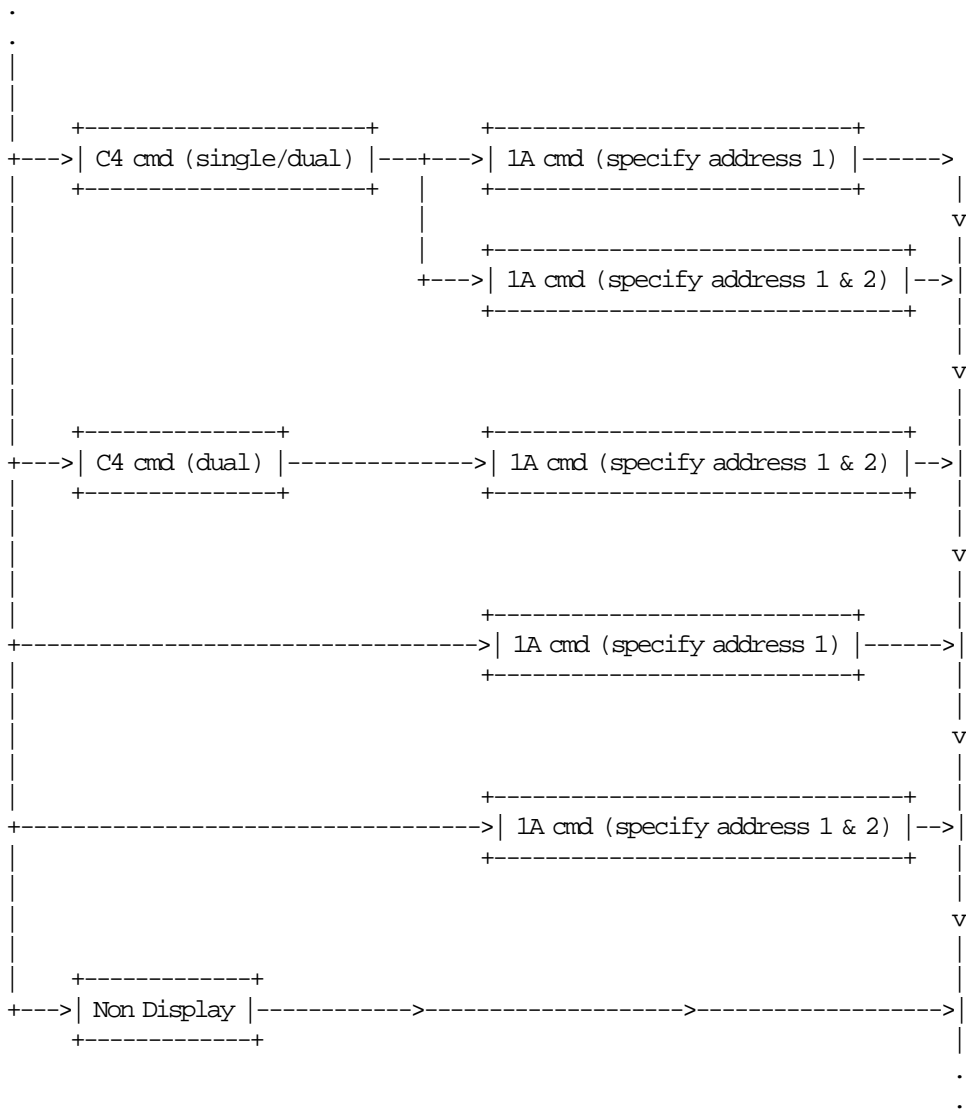 C4 cmd (single/dual)
1A cmd (specify address 1)
1A cmd (specify address 1 & 2)
C4 cmd (dual)
1A cmd (specify address 1 & 2)
1A cmd (specify address 1)
1A cmd (specify address 1 & 2)
Non Display